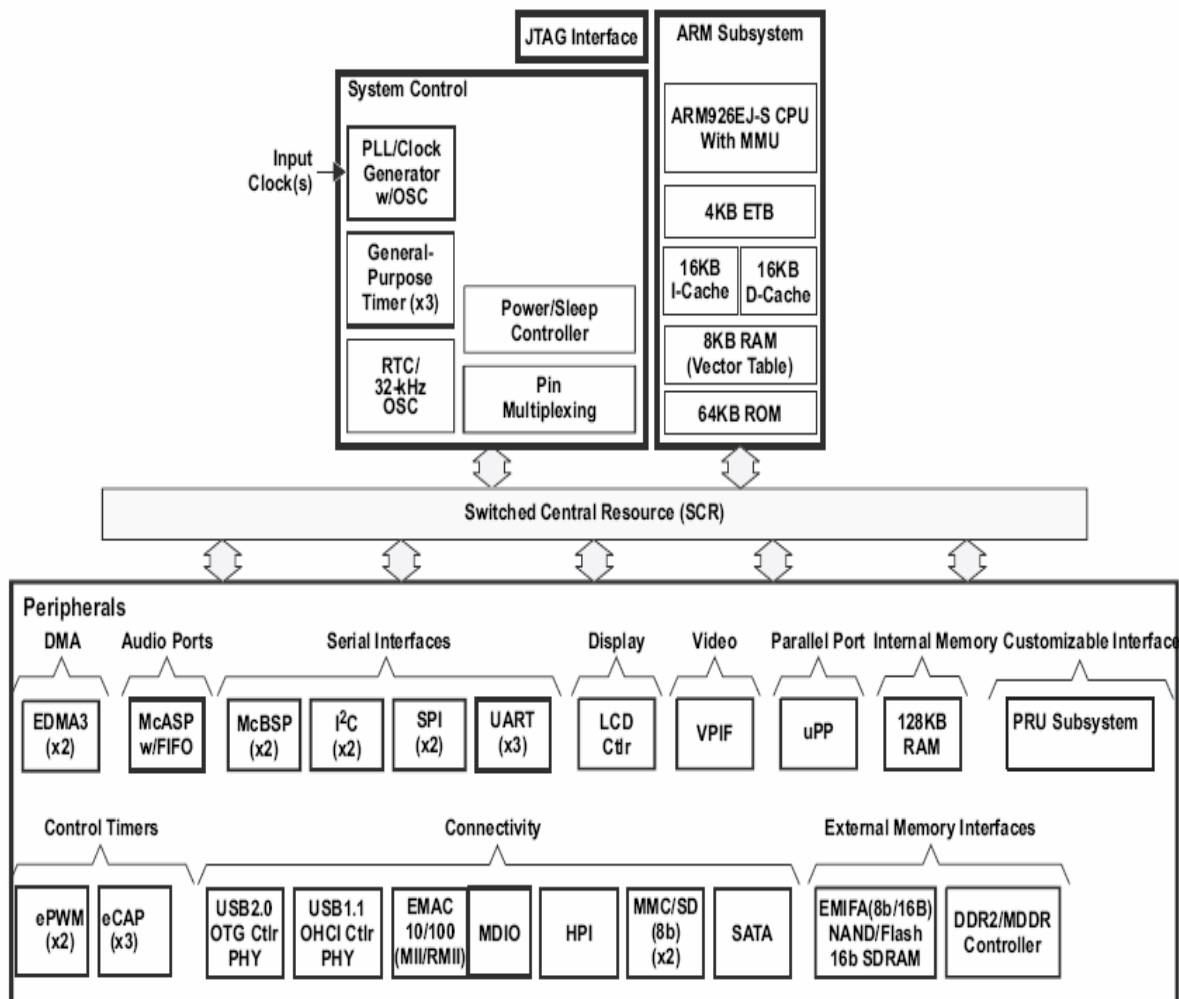 JTAG Interface
ARM Subsystem
System Control
ARM926EJ-S CPU
With MMU
PLL/Clock
Generator
w/OSC
Input
Clock(s)
4KB ETB
General-
Purpose
Timer (x3)
16KB
I-Cache
16KB
D-Cache
Power/Sleep
Controller
8KB RAM
(Vector Table)
RTC/
32-kHz
OSC
Pin
Multiplexing
64KB ROM
Switched Central Resource (SCR)
Peripherals
DMA
Audio Ports
Serial Interfaces
Display
Video
Parallel Port
Internal Memory
Customizable Interface
EDMA3
(x2)
McASP
w/FIFO
McBSP
(x2)
I²C
(x2)
SPI
(x2)
UART
(x3)
LCD
Ctlr
VPIF
uPP
128KB
RAM
PRU Subsystem
Control Timers
Connectivity
External Memory Interfaces
ePWM
(x2)
eCAP
(x3)
USB2.0
OTG Ctlr
PHY
USB1.1
OHCI Ctlr
PHY
EMAC
10/100
(MII/RMII)
MDIO
HPI
MMC/SD
(8b)
(x2)
SATA
EMIFA(8b/16B)
NAND/Flash
16b SDRAM
DDR2/MDDR
Controller